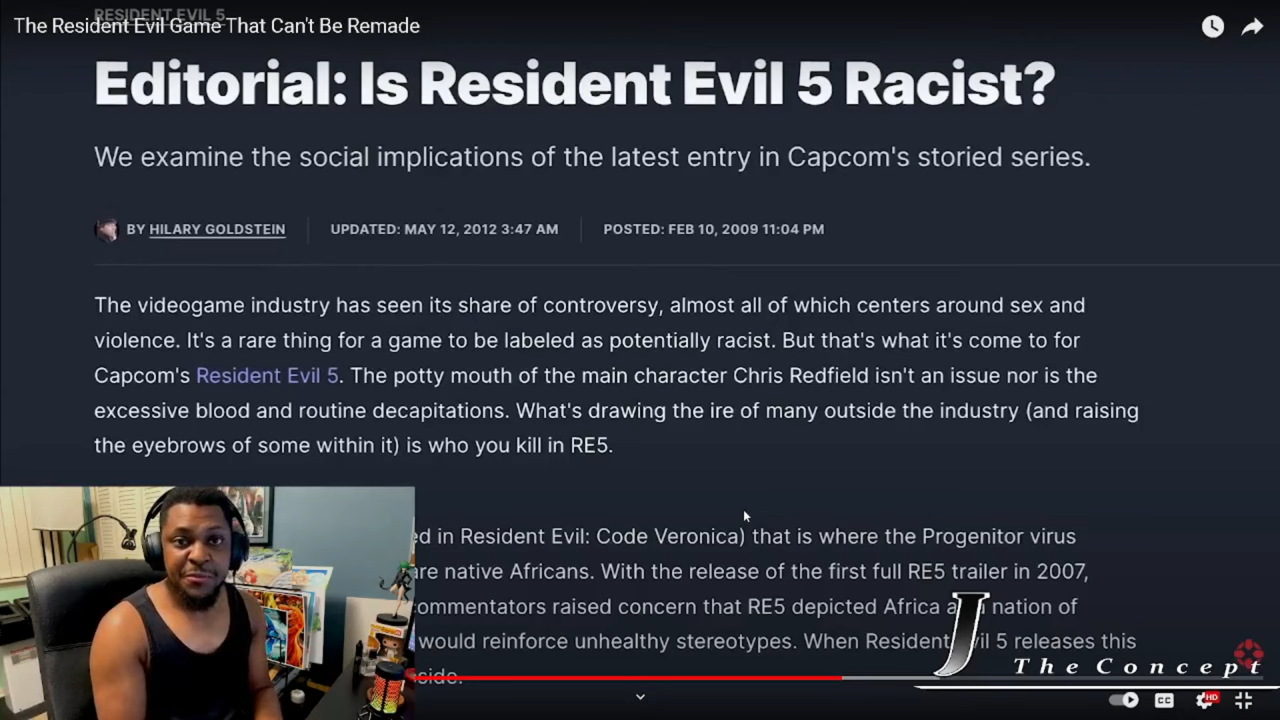 RESIDENT EVIL 5
The Resident Evil Game That Can't Be Remade
Editorial: Is Resident Evil 5 Racist?
We examine the social implications of the latest entry in Capcom's storied series.
BY HILARY GOLDSTEIN UPDATED: MAY 12, 2012 3:47 AM POSTED: FEB 10, 2009 11:04 PM
The videogame industry has seen its share of controversy, almost all of which centers around sex and
violence. It's a rare thing for a game to be labeled as potentially racist. But that's what it's come to for
Capcom's Resident Evil 5. The potty mouth of the main character Chris Redfield isn't an issue nor is the
excessive blood and routine decapitations. What's drawing the ire of many outside the industry (and raising
the eyebrows of some within it) is who you kill in RE5.
in Resident Evil: Code Veronica) that is where the Progenitor virus
native Africans. With the release of the first full RE5 trailer in 2007,
commentators raised concern that RE5 depicted Africa nation of
would reinforce unhealthy stereotypes. When Resident 5 releases this
J The Concept
CC HD